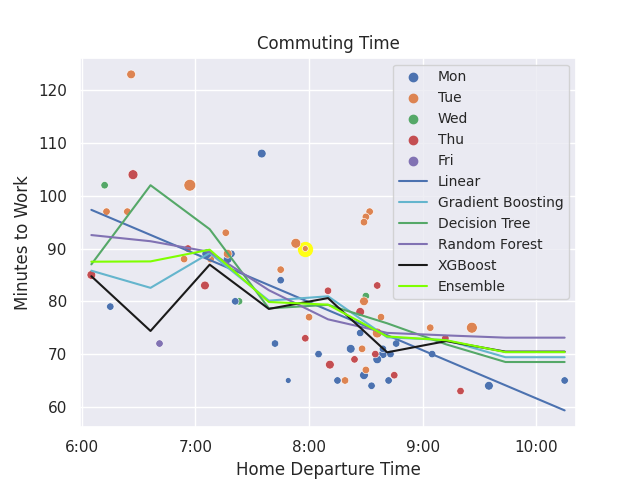 Commuting Time
Minutes to Work
120
110
100
90
80
70
60
6:00
7:00
8:00
9:00
10:00
Home Departure Time
Mon
Tue
Wed
Thu
Fri
Linear
Gradient Boosting
Decision Tree
Random Forest
XGBoost
Ensemble